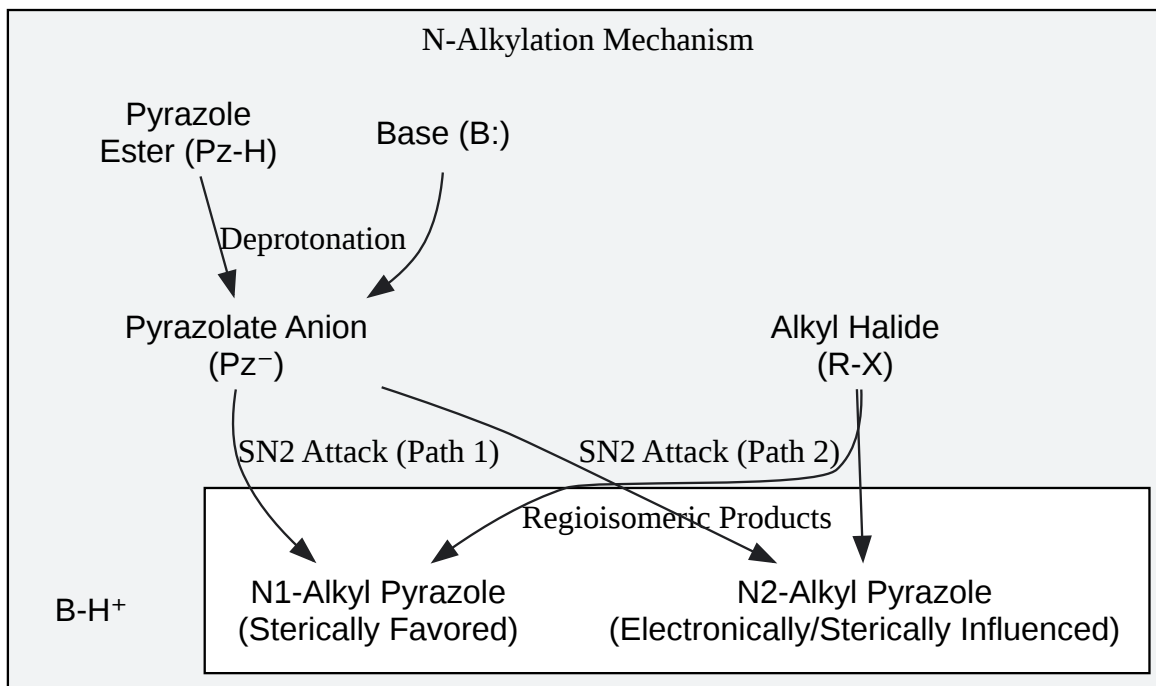 N-Alkylation Mechanism
Pyrazole
Ester (Pz-H)
Base (B:)
Deprotonation
Pyrazolate Anion
(Pz⁻)
Alkyl Halide
(R-X)
SN2 Attack (Path 1)
SN2 Attack (Path 2)
Regioisomeric Products
N1-Alkyl Pyrazole
(Sterically Favored)
N2-Alkyl Pyrazole
(Electronically/Sterically Influenced)
B-H⁺